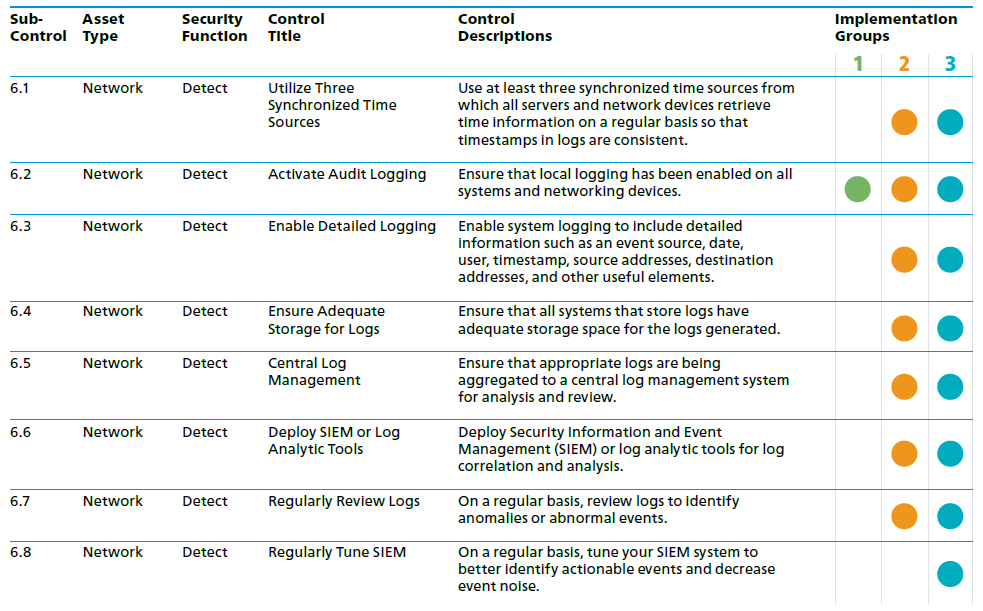 Sub- Asset Security Control Control Implementation
Control Type Function Title Descriptions Groups
1 2 3
6.1 Network Detect Utilize Three Use at least three synchronized time sources from
Synchronized Time which all servers and network devices retrieve
Sources time information on a regular basis so that
timestamps in logs are consistent.
6.2 Network Detect Activate Audit Logging Ensure that local logging has been enabled on all
systems and networking devices.
6.3 Network Detect Enable Detailed Logging Enable system logging to include detailed
information such as an event source, date,
user, timestamp, source addresses, destination
addresses, and other useful elements.
6.4 Network Detect Ensure Adequate Ensure that all systems that store logs have
Storage for Logs adequate storage space for the logs generated.
6.5 Network Detect Central Log Ensure that appropriate logs are being
Management aggregated to a central log management system
for analysis and review.
6.6 Network Detect Deploy SIEM or Log Deploy Security Information and Event
Analytic Tools Management (SIEM) or log analytic tools for log
correlation and analysis.
6.7 Network Detect Regularly Review Logs On a regular basis, review logs to identify
anomalies or abnormal events.
6.8 Network Detect Regularly Tune SIEM On a regular basis, tune your SIEM system to
better identify actionable events and decrease
event noise.